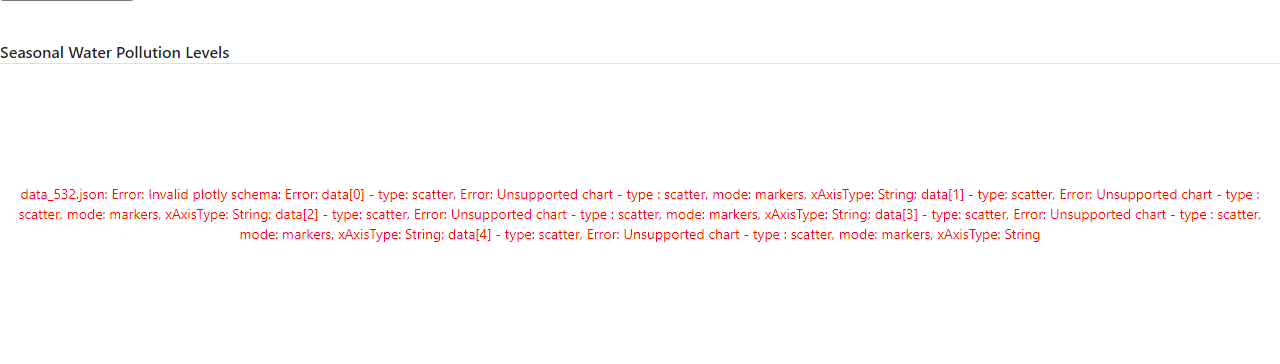 Seasonal Water Pollution Levels
data_532.json: Error: Invalid plotly schema: Error: data[0] - type: scatter, Error: Unsupported chart - type : scatter, mode: markers, xAxisType: String; data[1] - type: scatter, Error: Unsupported chart - type :
scatter, mode: markers, xAxisType: String; data[2] - type: scatter, Error: Unsupported chart - type : scatter, mode: markers, xAxisType: String; data[3] - type: scatter, Error: Unsupported chart - type : scatter,
mode: markers, xAxisType: String; data[4] - type: scatter, Error: Unsupported chart - type : scatter, mode: markers, xAxisType: String